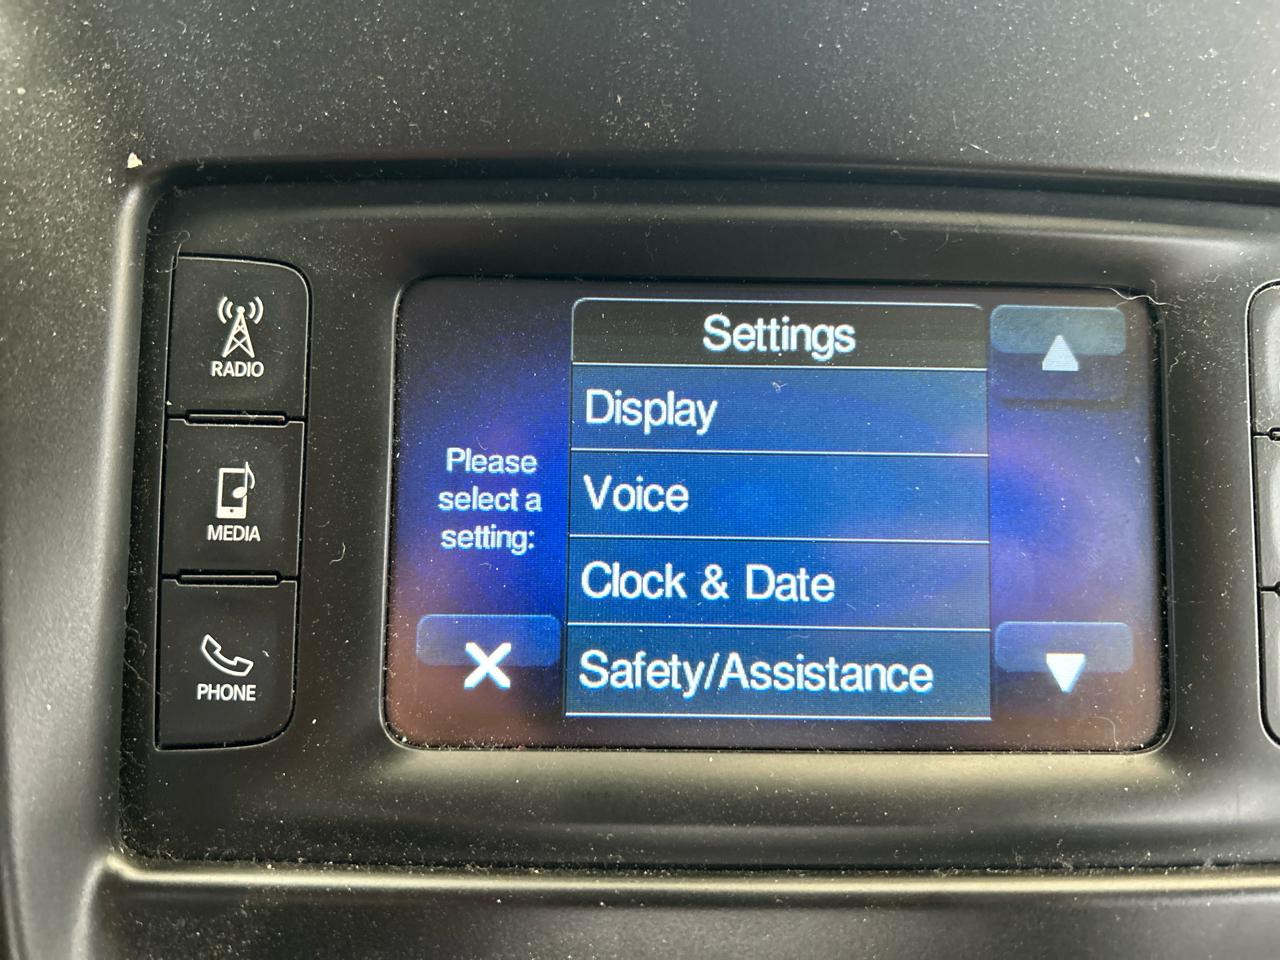 RADIO
MEDIA
PHONE
Please
select a
setting:
Settings
Display
Voice
Clock & Date
Safety/Assistance